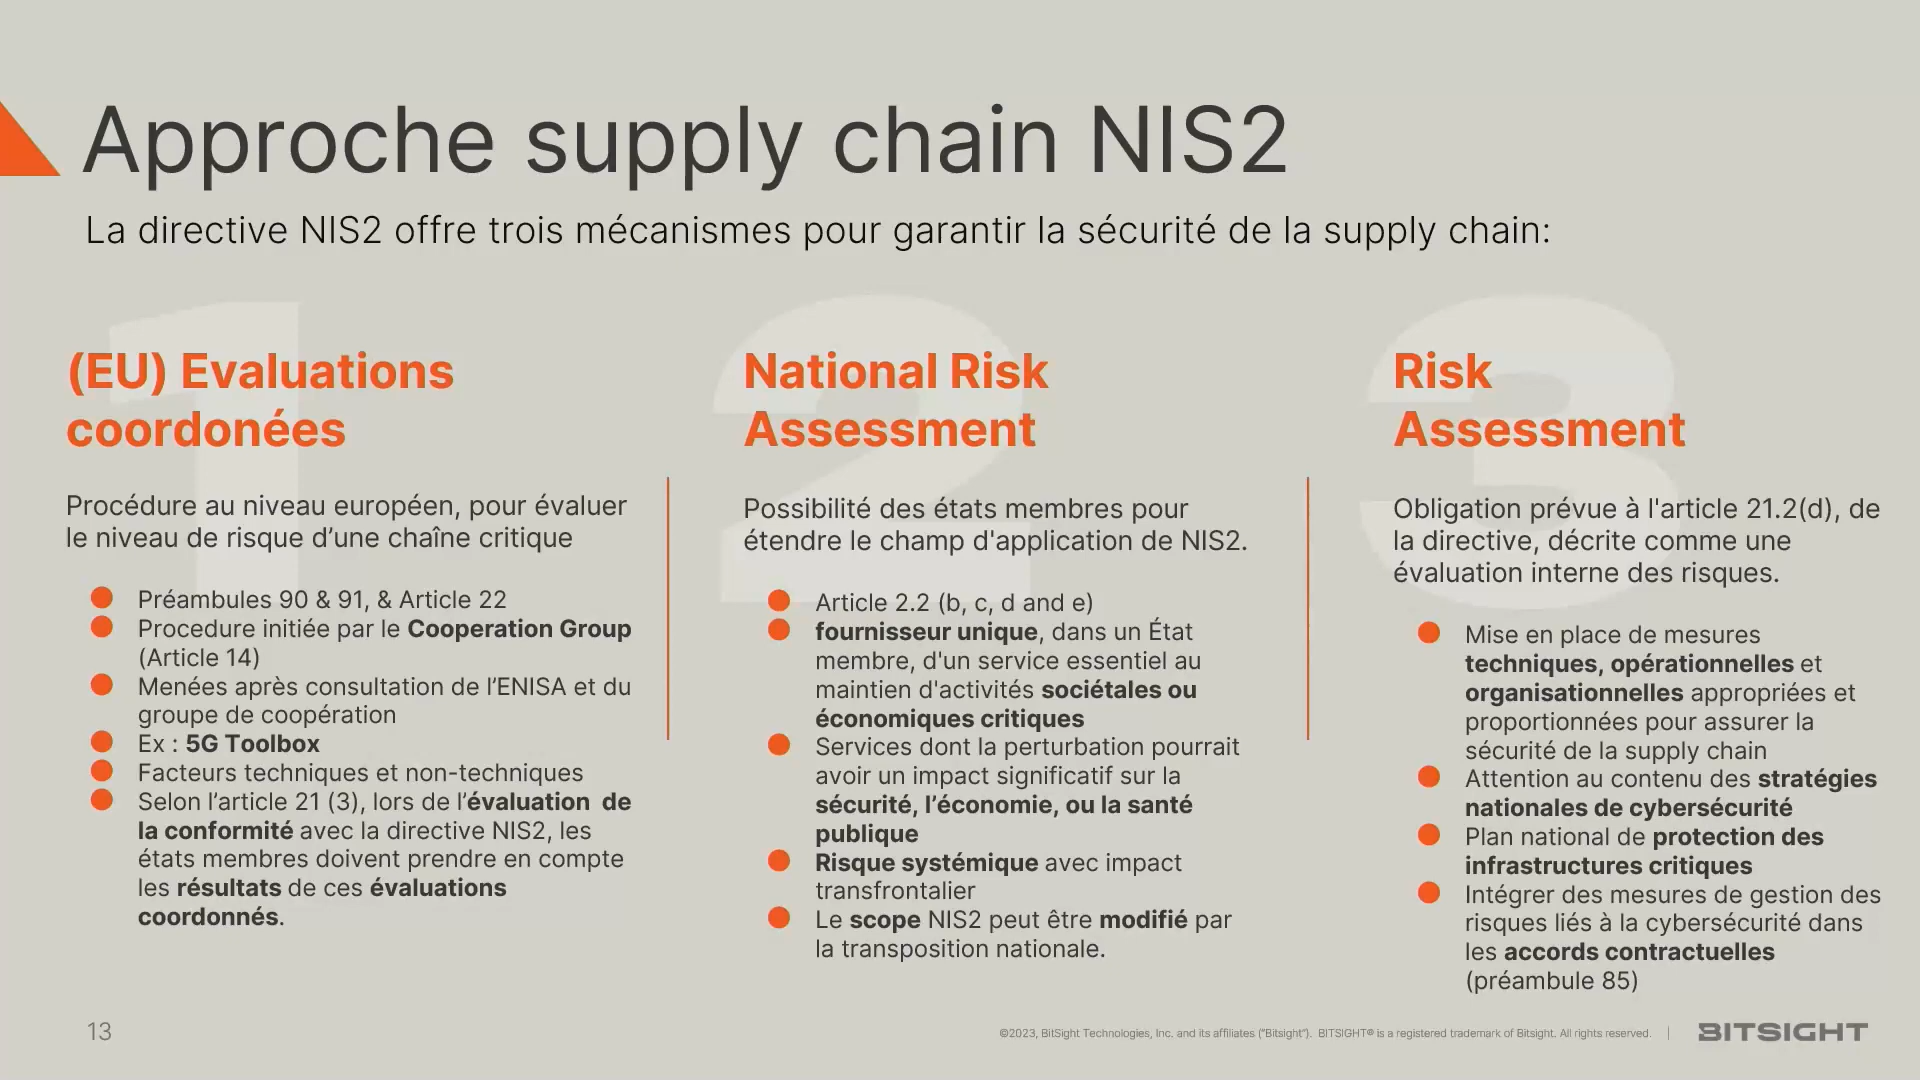 Approche supply chain NIS2
La directive NIS2 offre trois mécanismes pour garantir la sécurité de la supply chain:
1
(EU) Evaluations
coordonées
Procédure au niveau européen, pour évaluer
le niveau de risque d’une chaîne critique
Préambules 90 & 91, & Article 22
Procedure initiée par le Cooperation Group
(Article 14)
Menées après consultation de l’ENISA et du
groupe de coopération
Ex : 5G Toolbox
Facteurs techniques et non-techniques
Selon l’article 21 (3), lors de l’évaluation de
la conformité avec la directive NIS2, les
états membres doivent prendre en compte
les résultats de ces évaluations
coordonnés.
2
National Risk
Assessment
Possibilité des états membres pour
étendre le champ d'application de NIS2.
Article 2.2 (b, c, d and e)
fournisseur unique, dans un État
membre, d'un service essentiel au
maintien d'activités sociétales ou
économiques critiques
Services dont la perturbation pourrait
avoir un impact significatif sur la
sécurité, l’économie, ou la santé
publique
Risque systémique avec impact
transfrontalier
Le scope NIS2 peut être modifié par
la transposition nationale.
3
Risk
Assessment
Obligation prévue à l'article 21.2(d), de
la directive, décrite comme une
évaluation interne des risques.
Mise en place de mesures
techniques, opérationnelles et
organisationnelles appropriées et
proportionnées pour assurer la
sécurité de la supply chain
Attention au contenu des stratégies
nationales de cybersécurité
Plan national de protection des
infrastructures critiques
Intégrer des mesures de gestion des
risques liés à la cybersécurité dans
les accords contractuelles
(préambule 85)
13
©2023, BitSight Technologies, Inc. and its affiliates ("Bitsight"). BITSIGHT® is a registered trademark of Bitsight. All rights reserved. |
BITSIGHT